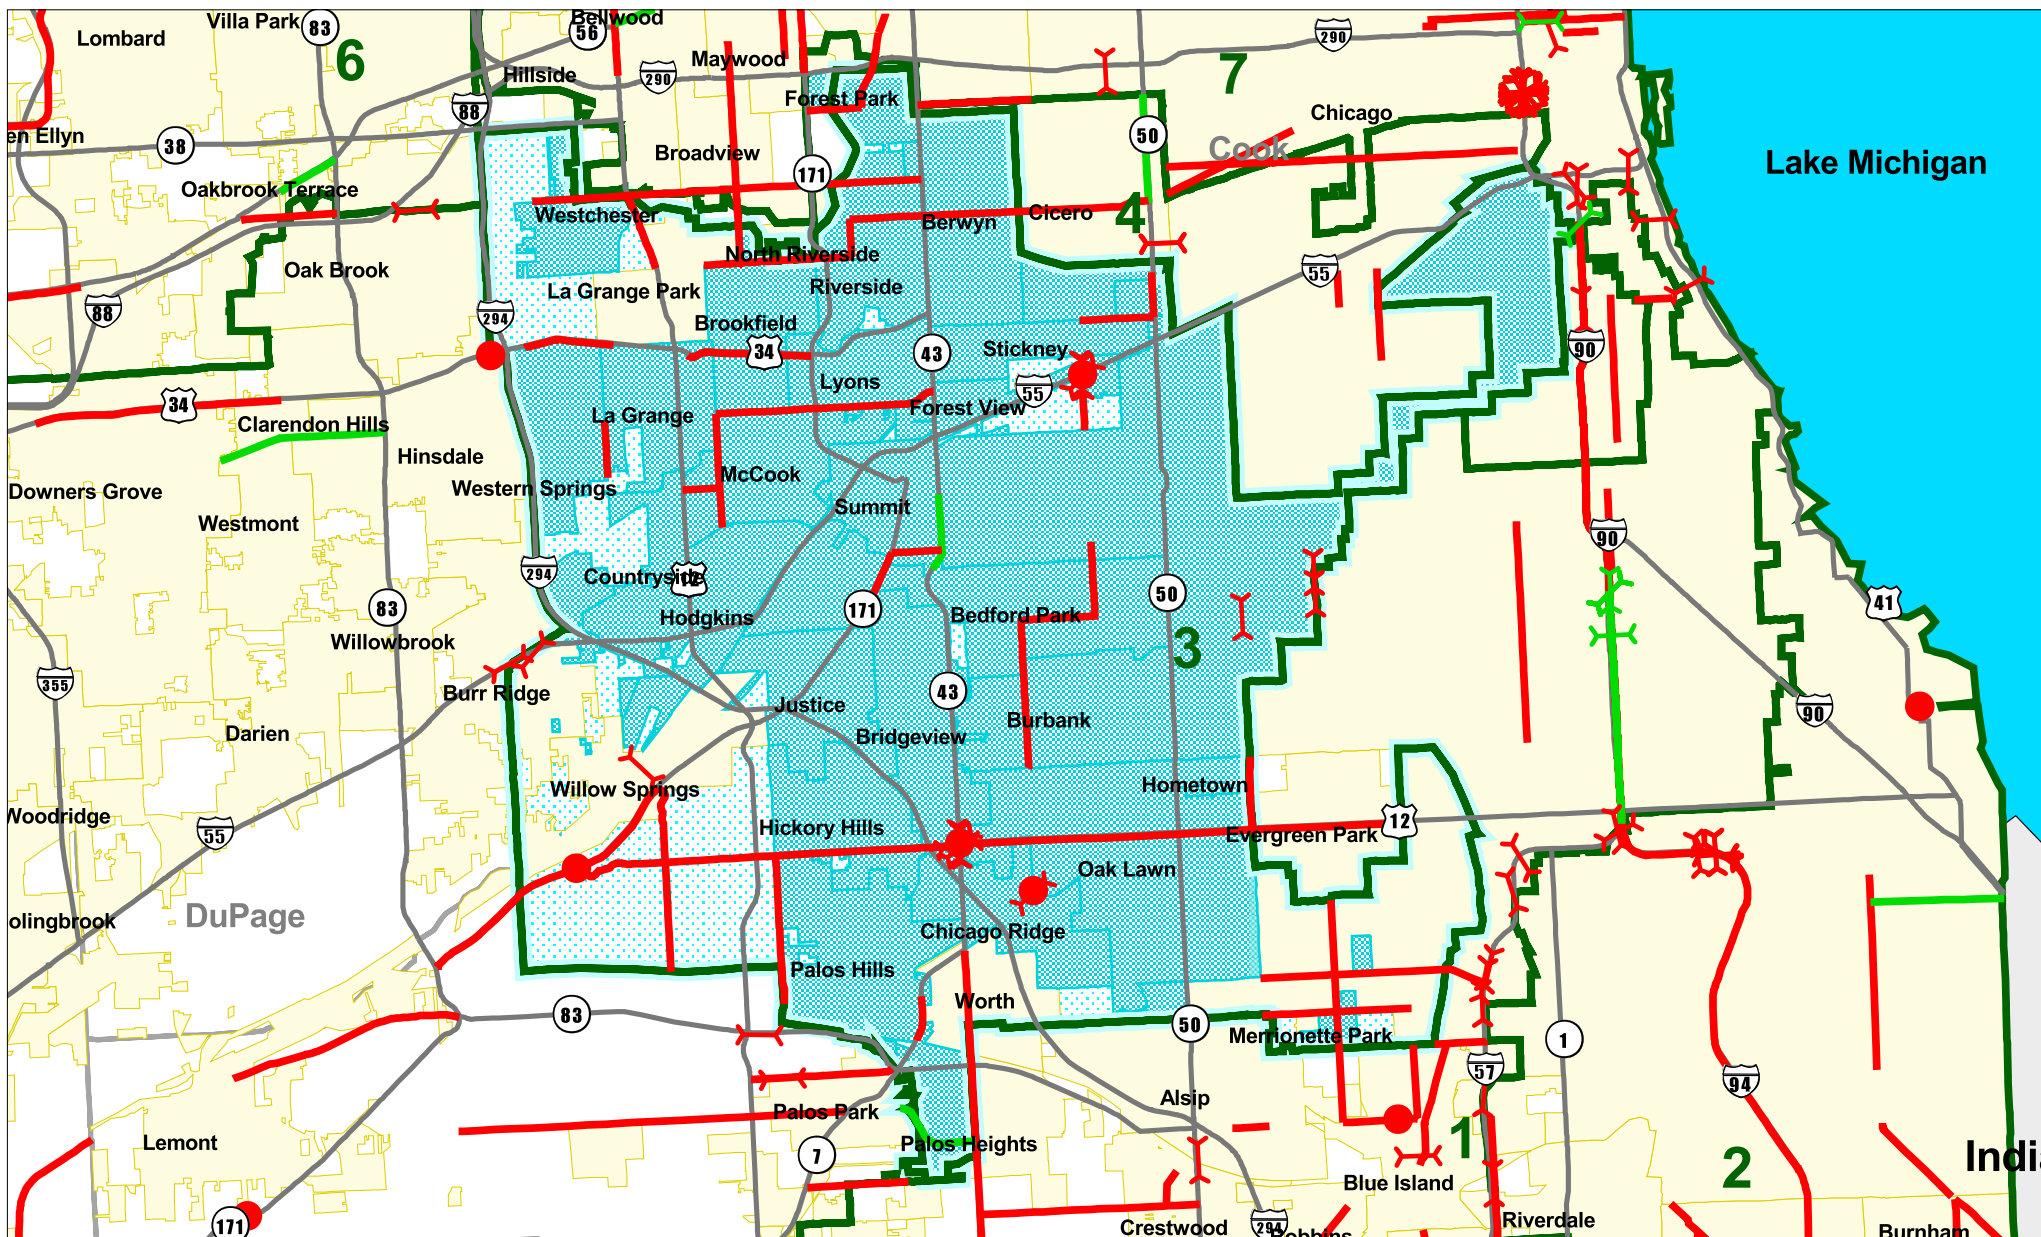 Villa Park
83
Bellwood
56
Lombard
6
Maywood
290
290
7
Hillside
88
Forest Park
Chicago
en Ellyn
38
Broadview
50
Cook
Lake Michigan
171
Oakbrook Terrace
Westchester
Berwyn
Cicero
4
North Riverside
Oak Brook
La Grange Park
Riverside
55
88
294
Brookfield
34
43
Stickney
90
Lyons
55
34
Clarendon Hills
La Grange
Forest View
Hinsdale
McCook
Downers Grove
Western Springs
Summit
Westmont
90
294
Countryside
12
83
Hodgkins
171
Bedford Park
50
41
Willowbrook
3
355
Burr Ridge
43
Justice
Burbank
90
Darien
Bridgeview
Willow Springs
Hometown
Woodridge
55
Hickory Hills
12
Evergreen Park
Oak Lawn
DuPage
olingbrook
Chicago Ridge
Palos Hills
Worth
83
50
Merrionette Park
1
57
94
Alsip
Palos Park
Lemont
Palos Heights
7
1
2
India
Blue Island
171
Crestwood
294
Robbins
Riverdale
Burnham